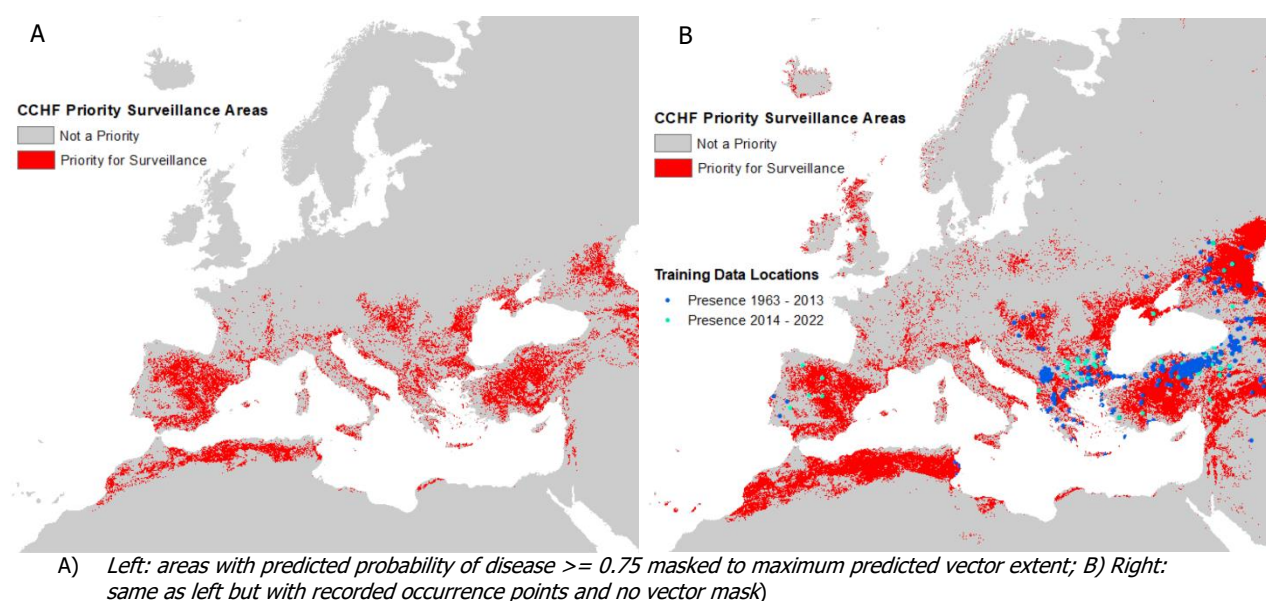 A
CCHF Priority Surveillance Areas
Not a Priority
Priority for Surveillance
B
CCHF Priority Surveillance Areas
Not a Priority
Priority for Surveillance
Training Data Locations
Presence 1963 - 2013
Presence 2014 - 2022
A) Left: areas with predicted probability of disease >= 0.75 masked to maximum predicted vector extent; B) Right:
same as left but with recorded occurrence points and no vector mask)